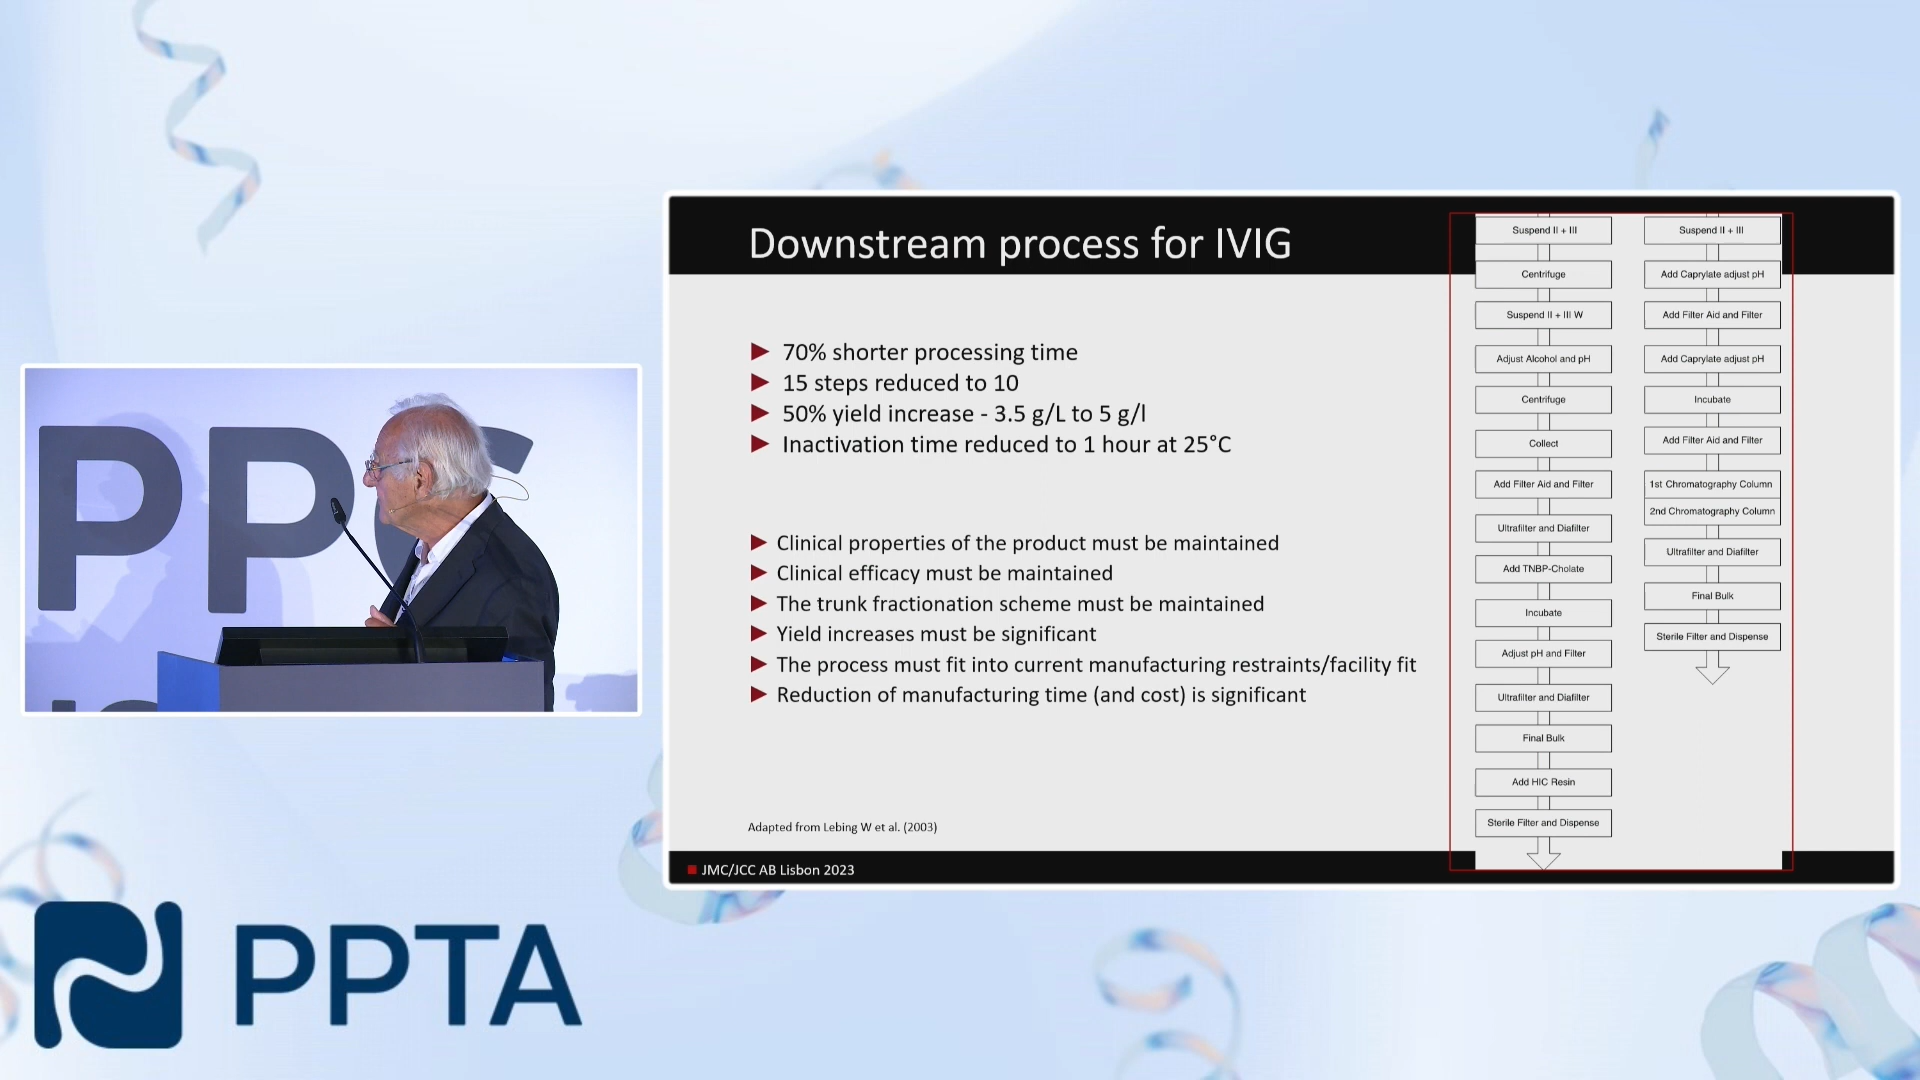 PPC
Downstream process for IVIG
► 70% shorter processing time
► 15 steps reduced to 10
► 50% yield increase - 3.5 g/L to 5 g/l
► Inactivation time reduced to 1 hour at 25°C
► Clinical properties of the product must be maintained
► Clinical efficacy must be maintained
► The trunk fractionation scheme must be maintained
► Yield increases must be significant
► The process must fit into current manufacturing restraints/facility fit
► Reduction of manufacturing time (and cost) is significant
Adapted from Lebing W et al. (2003)
JMC/JCC AB Lisbon 2023
Suspend II + III
Centrifuge
Suspend II + III W
Adjust Alcohol and pH
Centrifuge
Collect
Add Filter Aid and Filter
Ultrafilter and Diafilter
Add TNBP-Cholate
Incubate
Adjust pH and Filter
Ultrafilter and Diafilter
Final Bulk
Add HIC Resin
Sterile Filter and Dispense
Suspend II + III
Add Caprylate adjust pH
Add Filter Aid and Filter
Add Caprylate adjust pH
Incubate
Add Filter Aid and Filter
1st Chromatography Column
2nd Chromatography Column
Ultrafilter and Diafilter
Final Bulk
Sterile Filter and Dispense
PPTA